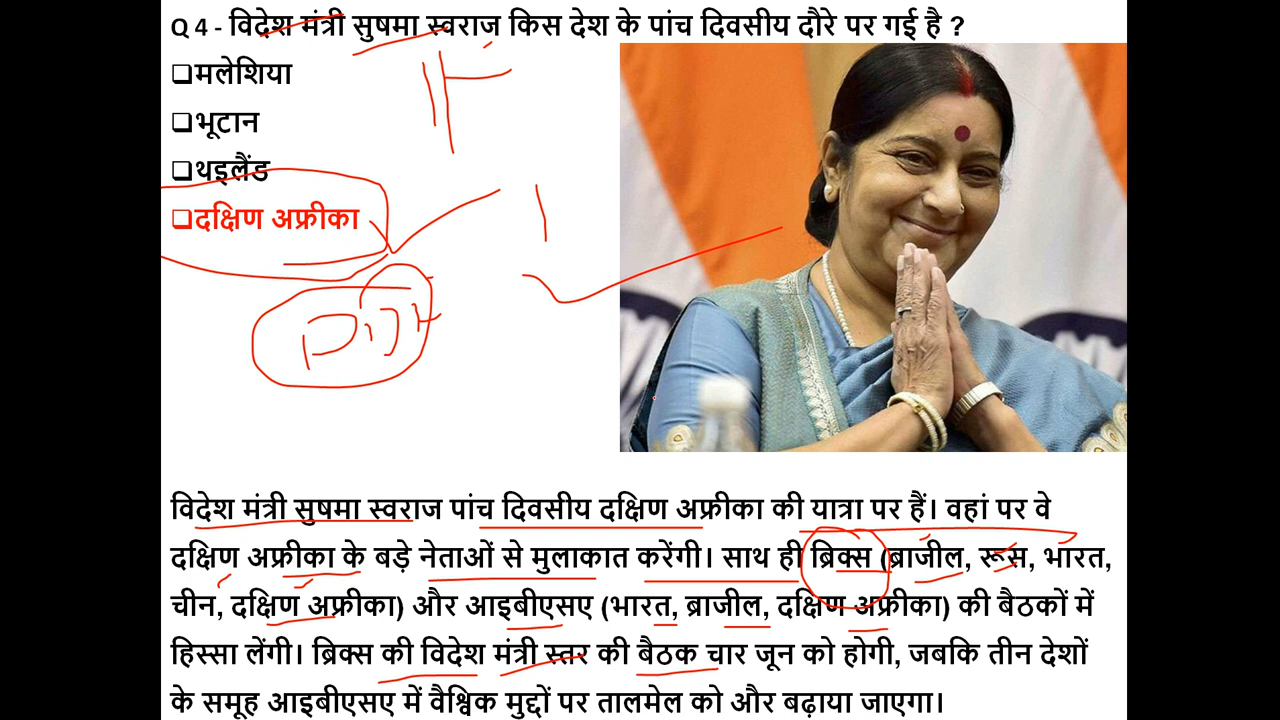 Q 4 - विदेश मंत्री सुषमा स्वराज किस देश के पांच दिवसीय दौरे पर गई है ?
❑मलेशिया
❑भूटान
❑थइलैंड
❑दक्षिण अफ्रीका
विदेश मंत्री सुषमा स्वराज पांच दिवसीय दक्षिण अफ्रीका की यात्रा पर हैं। वहां पर वे
दक्षिण अफ्रीका के बड़े नेताओं से मुलाकात करेंगी। साथ ही ब्रिक्स (ब्राजील, रूस, भारत,
चीन, दक्षिण अफ्रीका) और आइबीएसए (भारत, ब्राजील, दक्षिण अफ्रीका) की बैठकों में
हिस्सा लेंगी। ब्रिक्स की विदेश मंत्री स्तर की बैठक चार जून को होगी, जबकि तीन देशों
के समूह आइबीएसए में वैश्विक मुद्दों पर तालमेल को और बढ़ाया जाएगा।